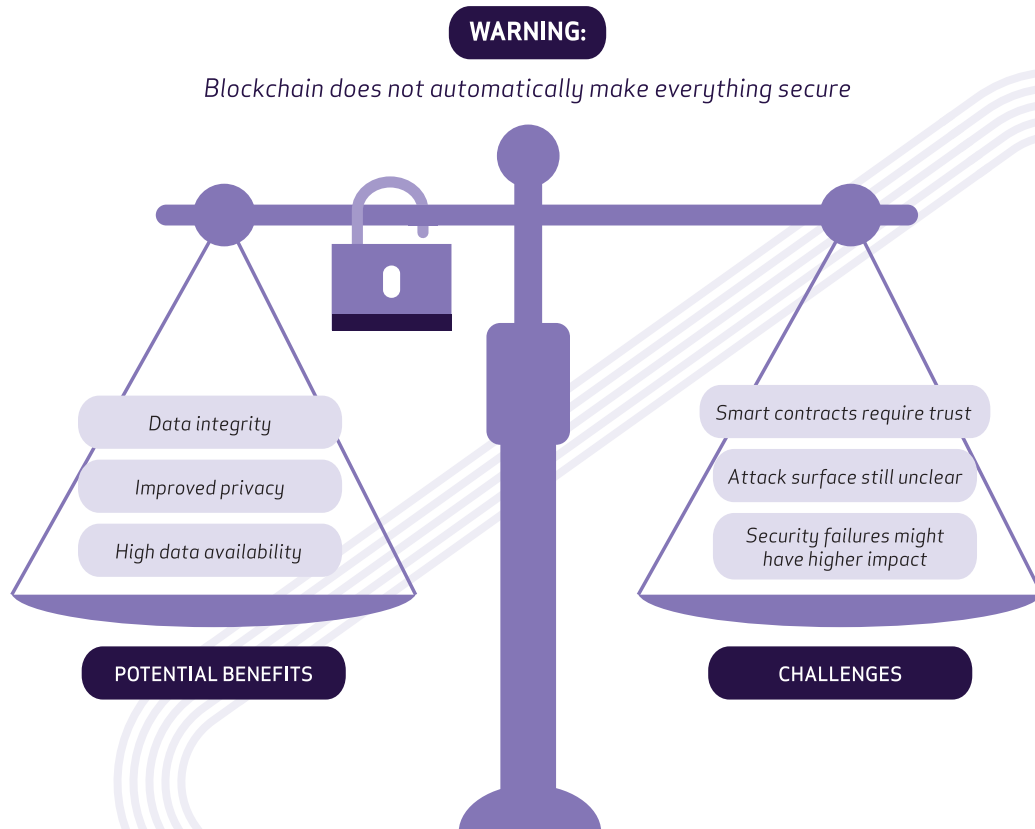 WARNING:
Blockchain does not automatically make everything secure
Data integrity
Improved privacy
High data availability
POTENTIAL BENEFITS
Smart contracts require trust
Attack surface still unclear
Security failures might
have higher impact
CHALLENGES